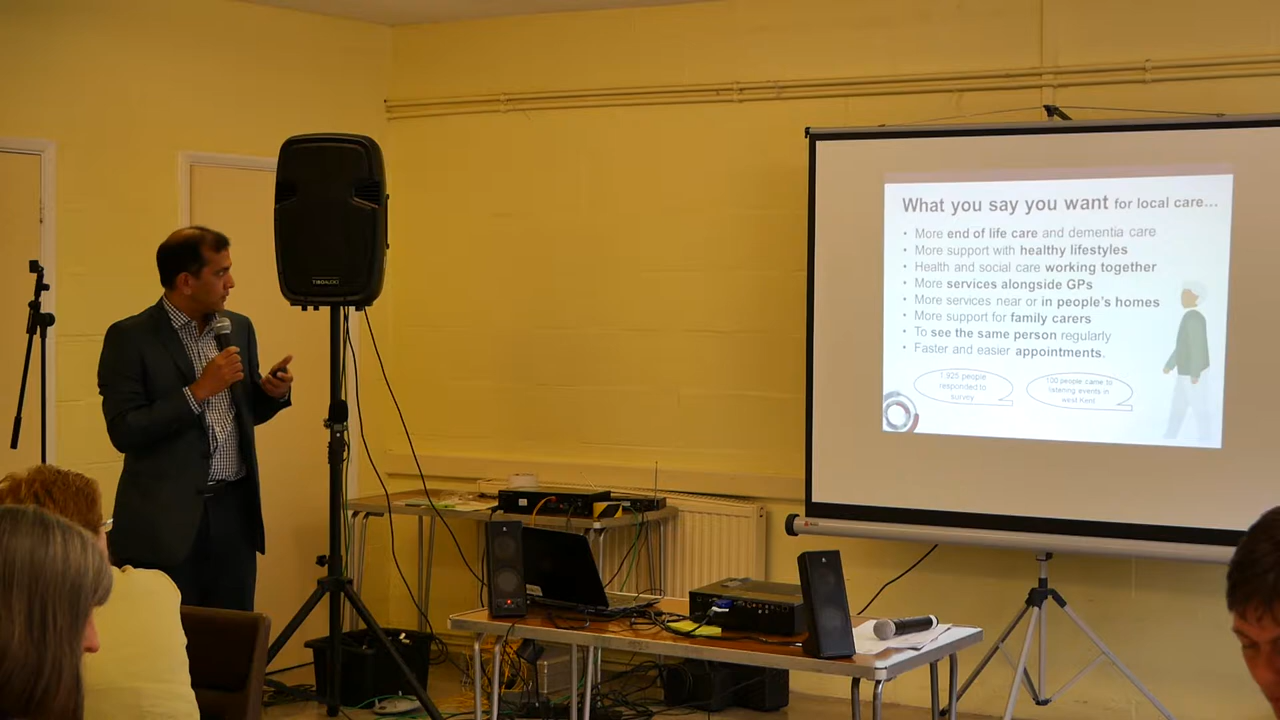 What you say you want for local care...
• More end of life care and dementia care
• More support with healthy lifestyles
• Health and social care working together
• More services alongside GPs
• More services near or in people's homes
• More support for family carers
• To see the same person regularly
• Faster and easier appointments.
1,925 people
responded to
survey
100 people came to
listening events in
west Kent